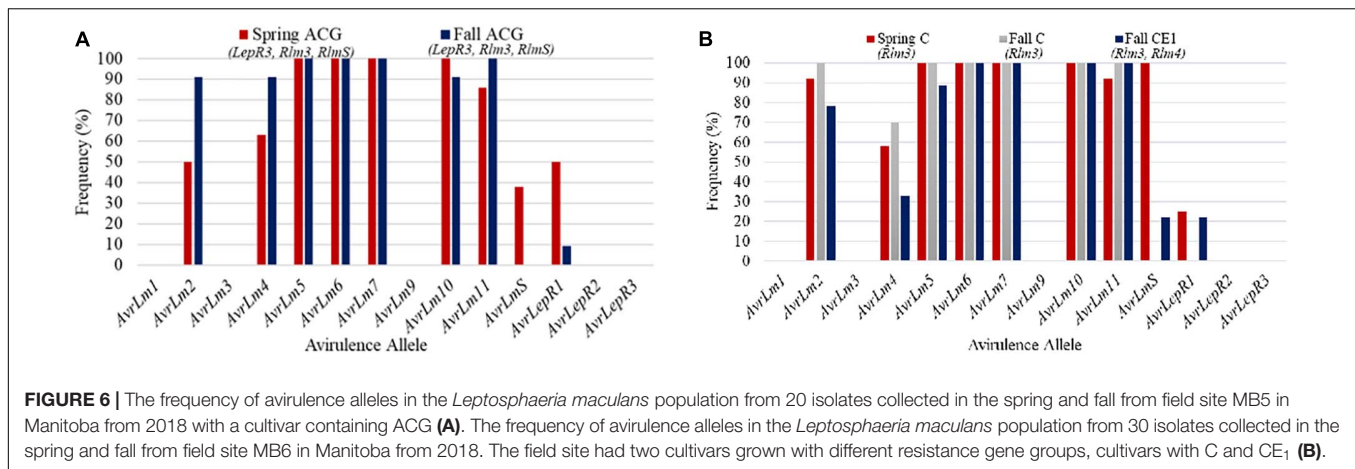 A
Spring ACG
(LepR3, Rlm3, RlmS)
Fall ACG
(LepR3, Rlm3, RlmS)
Frequency (%)
100
90
80
70
60
50
40
30
20
10
0
AvrLm1
AvrLm2
AvrLm3
AvrLm4
AvrLm5
AvrLm6
AvrLm7
AvrLm9
AvrLm10
AvrLm11
AvrLmS
AvrLepR1
AvrLepR2
AvrLepR3
Avirulence Allele
B
Spring C
(Rlm3)
Fall C
(Rlm3)
Fall CE1
(Rlm3, Rlm4)
Frequency (%)
100
90
80
70
60
50
40
30
20
10
0
AvrLm1
AvrLm2
AvrLm3
AvrLm4
AvrLm5
AvrLm6
AvrLm7
AvrLm9
AvrLm10
AvrLm11
AvrLmS
AvrLepR1
AvrLepR2
AvrLepR3
Avirulence Allele
FIGURE 6 | The frequency of avirulence alleles in the Leptosphaeria maculans population from 20 isolates collected in the spring and fall from field site MB5 in
Manitoba from 2018 with a cultivar containing ACG (A). The frequency of avirulence alleles in the Leptosphaeria maculans population from 30 isolates collected in the
spring and fall from field site MB6 in Manitoba from 2018. The field site had two cultivars grown with different resistance gene groups, cultivars with C and CE₁ (B).